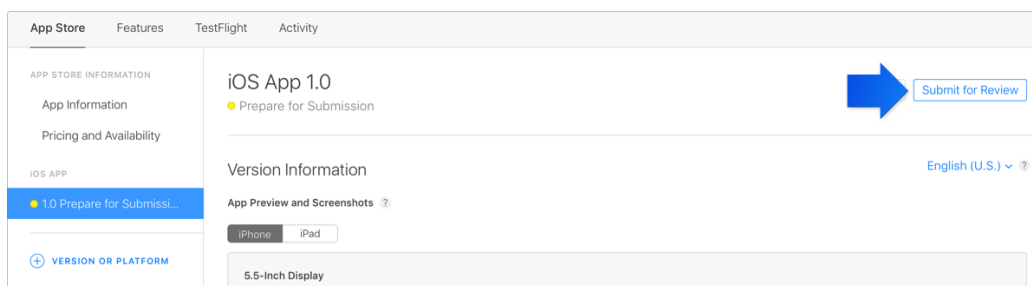 App Store Features TestFlight Activity
APP STORE INFORMATION
App Information
Pricing and Availability
iOS APP
1.0 Prepare for Submissi...
VERSION OR PLATFORM
iOS App 1.0
Prepare for Submission
Submit for Review
Version Information
English (U.S.) ?
App Preview and Screenshots ?
iPhone iPad
5.5-Inch Display